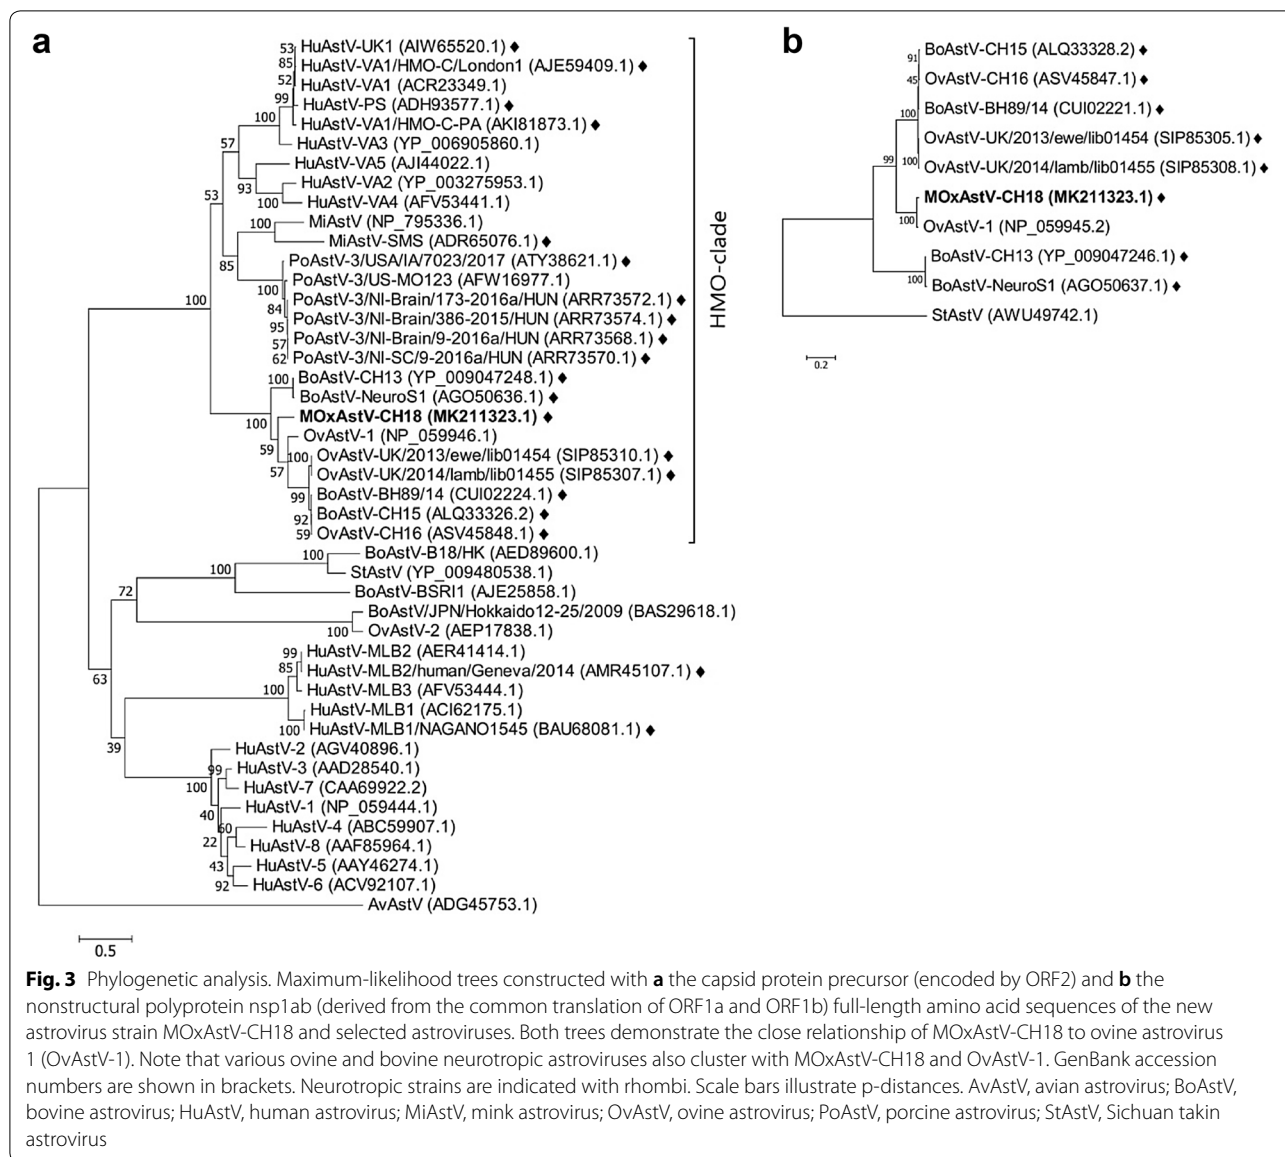 a
53 HuAstV-UK1 (AIW65520.1) ♦
85 HuAstV-VA1/HMO-C/London1 (AJE59409.1) ♦
52 HuAstV-VA1 (ACR23349.1)
99 HuAstV-PS (ADH93577.1) ♦
HuAstV-VA1/HMO-C-PA (AKI81873.1) ♦
100
HuAstV-VA3 (YP_006905860.1)
57
HuAstV-VA5 (AJI44022.1)
93
HuAstV-VA2 (YP_003275953.1)
100 HuAstV-VA4 (AFV53441.1)
53
MiAstV (NP_795336.1)
100
MiAstV-SMS (ADR65076.1) ♦
85
PoAstV-3/USA/IA/7023/2017 (ATY38621.1) ♦
100 PoAstV-3/US-MO123 (AFW16977.1)
PoAstV-3/NI-Brain/173-2016a/HUN (ARR73572.1) ♦
84
PoAstV-3/NI-Brain/386-2015/HUN (ARR73574.1) ♦
95
PoAstV-3/NI-Brain/9-2016a/HUN (ARR73568.1) ♦
57
62 PoAstV-3/NI-SC/9-2016a/HUN (ARR73570.1) ♦
100
100 BoAstV-CH13 (YP_009047248.1) ♦
BoAstV-NeuroS1 (AGO50636.1) ♦
100
MOxAstV-CH18 (MK211323.1) ♦
59
OvAstV-1 (NP_059946.1)
57
100 OvAstV-UK/2013/ewe/lib01454 (SIP85310.1) ♦
OvAstV-UK/2014/lamb/lib01455 (SIP85307.1) ♦
99 BoAstV-BH89/14 (CUI02224.1) ♦
92 BoAstV-CH15 (ALQ33326.2) ♦
59 OvAstV-CH16 (ASV45848.1) ♦
HMO-clade
100 BoAstV-B18/HK (AED89600.1)
100 StAstV (YP_009480538.1)
72 BoAstV-BSRI1 (AJE25858.1)
BoAstV/JPN/Hokkaido12-25/2009 (BAS29618.1)
100 OvAstV-2 (AEP17838.1)
63
99 HuAstV-MLB2 (AER41414.1)
85 HuAstV-MLB2/human/Geneva/2014 (AMR45107.1) ♦
100 HuAstV-MLB3 (AFV53444.1)
HuAstV-MLB1 (ACI62175.1)
100 HuAstV-MLB1/NAGANO1545 (BAU68081.1) ♦
39
HuAstV-2 (AGV40896.1)
99 HuAstV-3 (AAD28540.1)
100 HuAstV-7 (CAA69922.2)
40 HuAstV-1 (NP_059444.1)
60 HuAstV-4 (ABC59907.1)
22 HuAstV-8 (AAF85964.1)
43 HuAstV-5 (AAY46274.1)
92 HuAstV-6 (ACV92107.1)
AvAstV (ADG45753.1)
0.5
b
BoAstV-CH15 (ALQ33328.2) ♦
91
45 OvAstV-CH16 (ASV45847.1) ♦
100 BoAstV-BH89/14 (CUI02221.1) ♦
OvAstV-UK/2013/ewe/lib01454 (SIP85305.1) ♦
99 100 OvAstV-UK/2014/lamb/lib01455 (SIP85308.1) ♦
MOxAstV-CH18 (MK211323.1) ♦
100 OvAstV-1 (NP_059945.2)
BoAstV-CH13 (YP_009047246.1) ♦
100 BoAstV-NeuroS1 (AGO50637.1) ♦
StAstV (AWU49742.1)
0.2
Fig. 3 Phylogenetic analysis. Maximum-likelihood trees constructed with a the capsid protein precursor (encoded by ORF2) and b the
nonstructural polyprotein nsp1ab (derived from the common translation of ORF1a and ORF1b) full-length amino acid sequences of the new
astrovirus strain MOxAstV-CH18 and selected astroviruses. Both trees demonstrate the close relationship of MOxAstV-CH18 to ovine astrovirus
1 (OvAstV-1). Note that various ovine and bovine neurotropic astroviruses also cluster with MOxAstV-CH18 and OvAstV-1. GenBank accession
numbers are shown in brackets. Neurotropic strains are indicated with rhombi. Scale bars illustrate p-distances. AvAstV, avian astrovirus; BoAstV,
bovine astrovirus; HuAstV, human astrovirus; MiAstV, mink astrovirus; OvAstV, ovine astrovirus; PoAstV, porcine astrovirus; StAstV, Sichuan takin
astrovirus